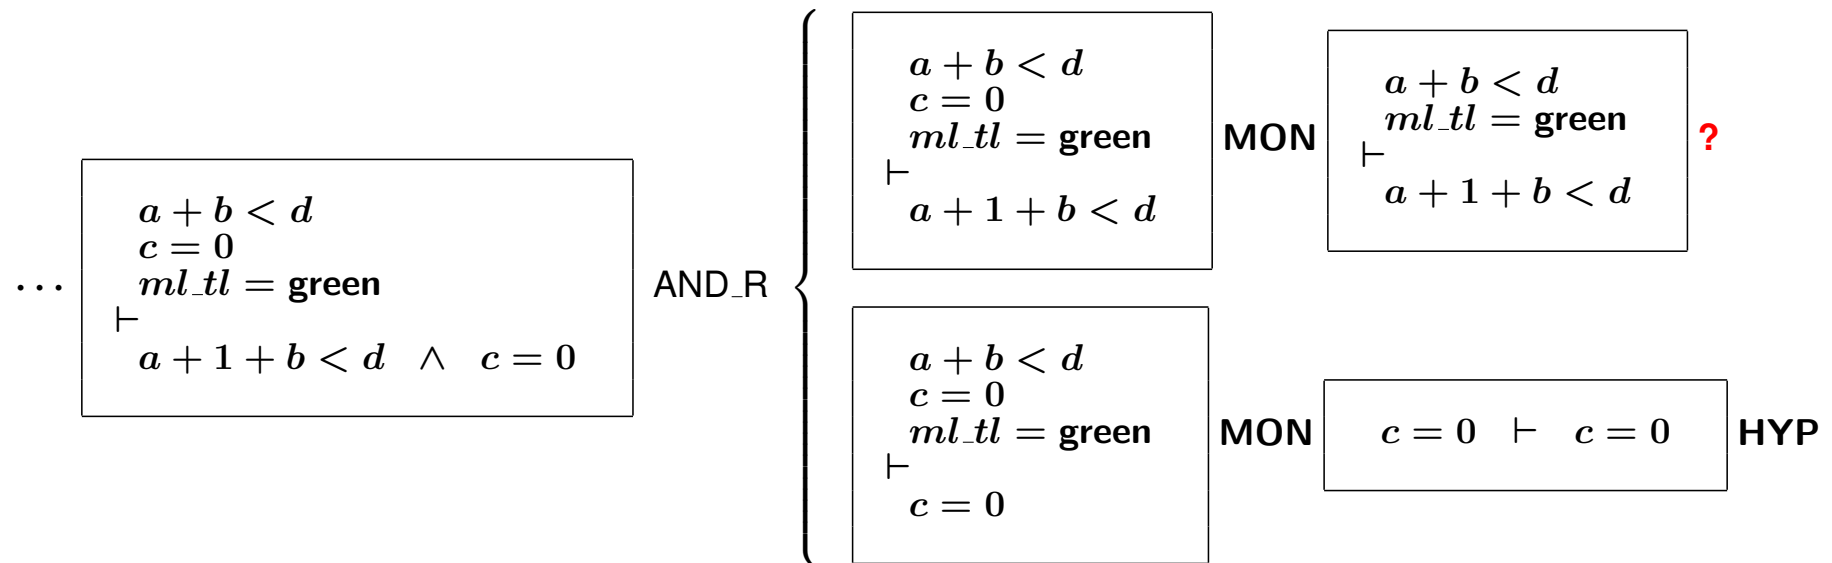 … a + b < d
c = 0
ml_tl = green
⊢
a + 1 + b < d ∧ c = 0
AND_R
a + b < d
c = 0
ml_tl = green
⊢
a + 1 + b < d
MON
a + b < d
ml_tl = green
⊢
a + 1 + b < d
?
a + b < d
c = 0
ml_tl = green
⊢
c = 0
MON
c = 0 ⊢ c = 0
HYP